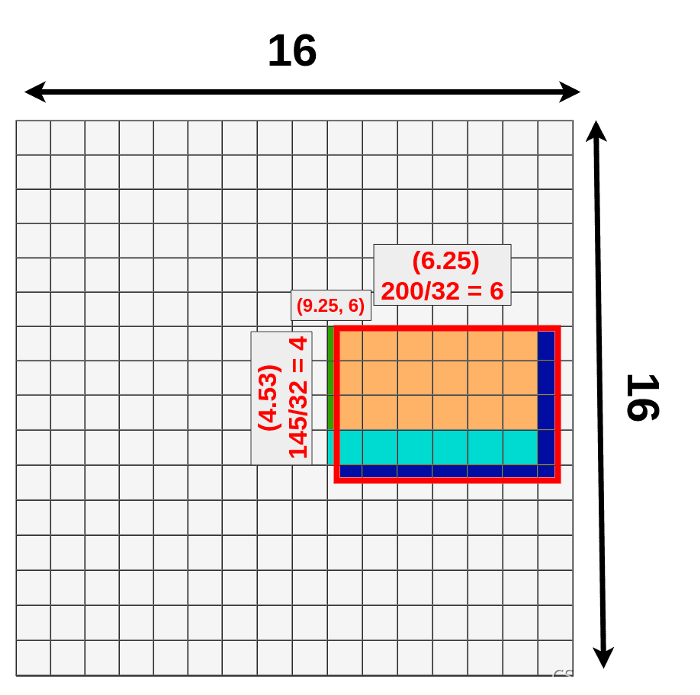 16
(6.25)
200/32 = 6
(9.25, 6)
(4.53)
145/32 = 4
16